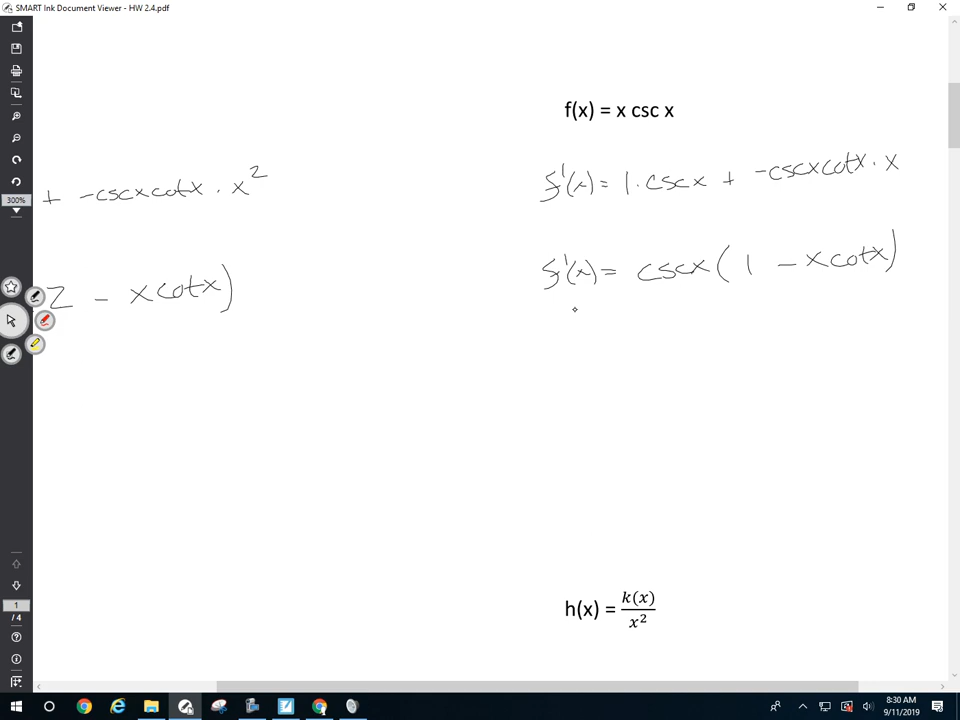 SMART Ink Document Viewer - HW 2.4.pdf
f(x) = x csc x
+ -cscxcotx · x²
f'(x) = 1 · cscx + -cscxcotx · x
300%
2 - xcotx)
f'(x) = cscx (1 - xcotx)
h(x) = k(x)/x²
1
/ 4
8:30 AM
9/11/2019